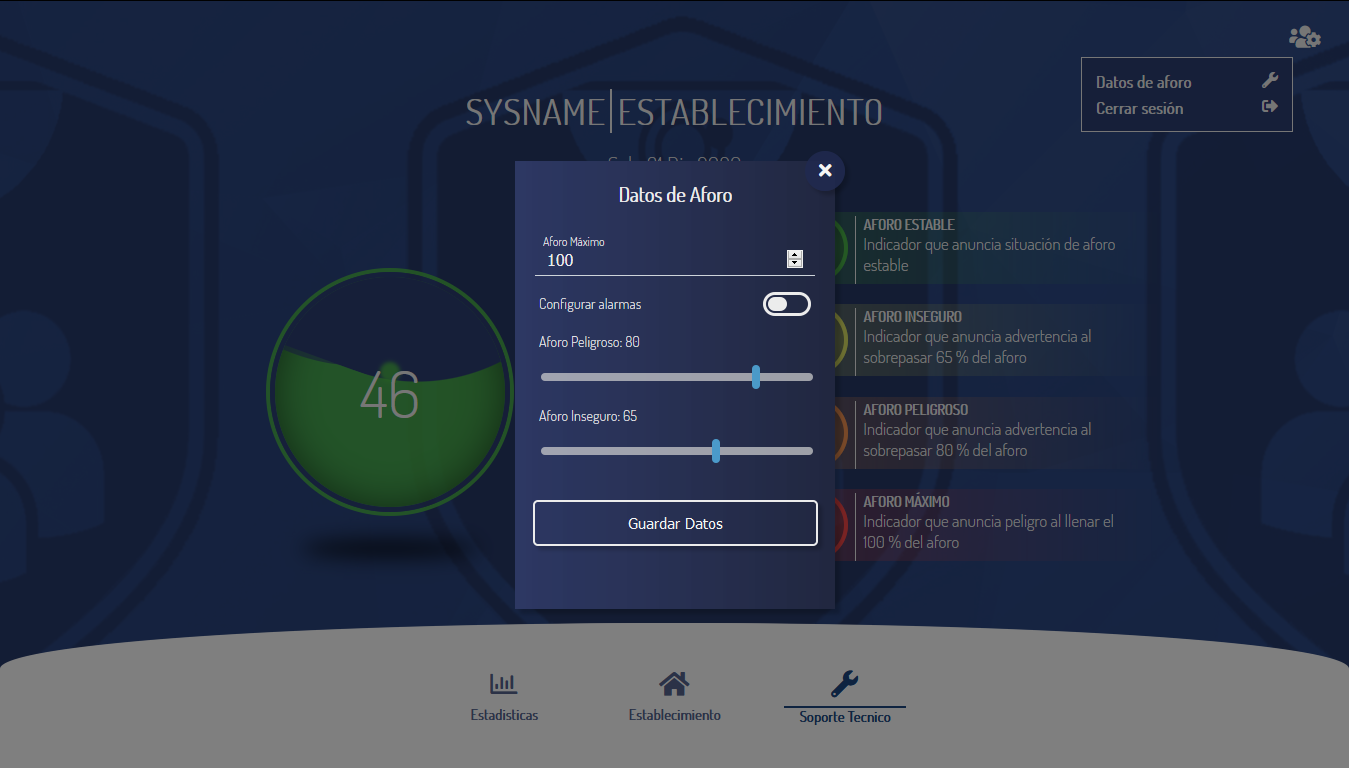 Datos de aforo
Cerrar sesión
SYSNAME|ESTABLECIMIENTO
Datos de Aforo
Aforo Máximo
100
Configurar alarmas
Aforo Peligroso: 80
Aforo Inseguro: 65
Guardar Datos
46
AFORO ESTABLE
Indicador que anuncia situación de aforo
estable
AFORO INSEGURO
Indicador que anuncia advertencia al
sobrepasar 65 % del aforo
AFORO PELIGROSO
Indicador que anuncia advertencia al
sobrepasar 80 % del aforo
AFORO MÁXIMO
Indicador que anuncia peligro al llenar el
100 % del aforo
Estadisticas
Establecimiento
Soporte Tecnico